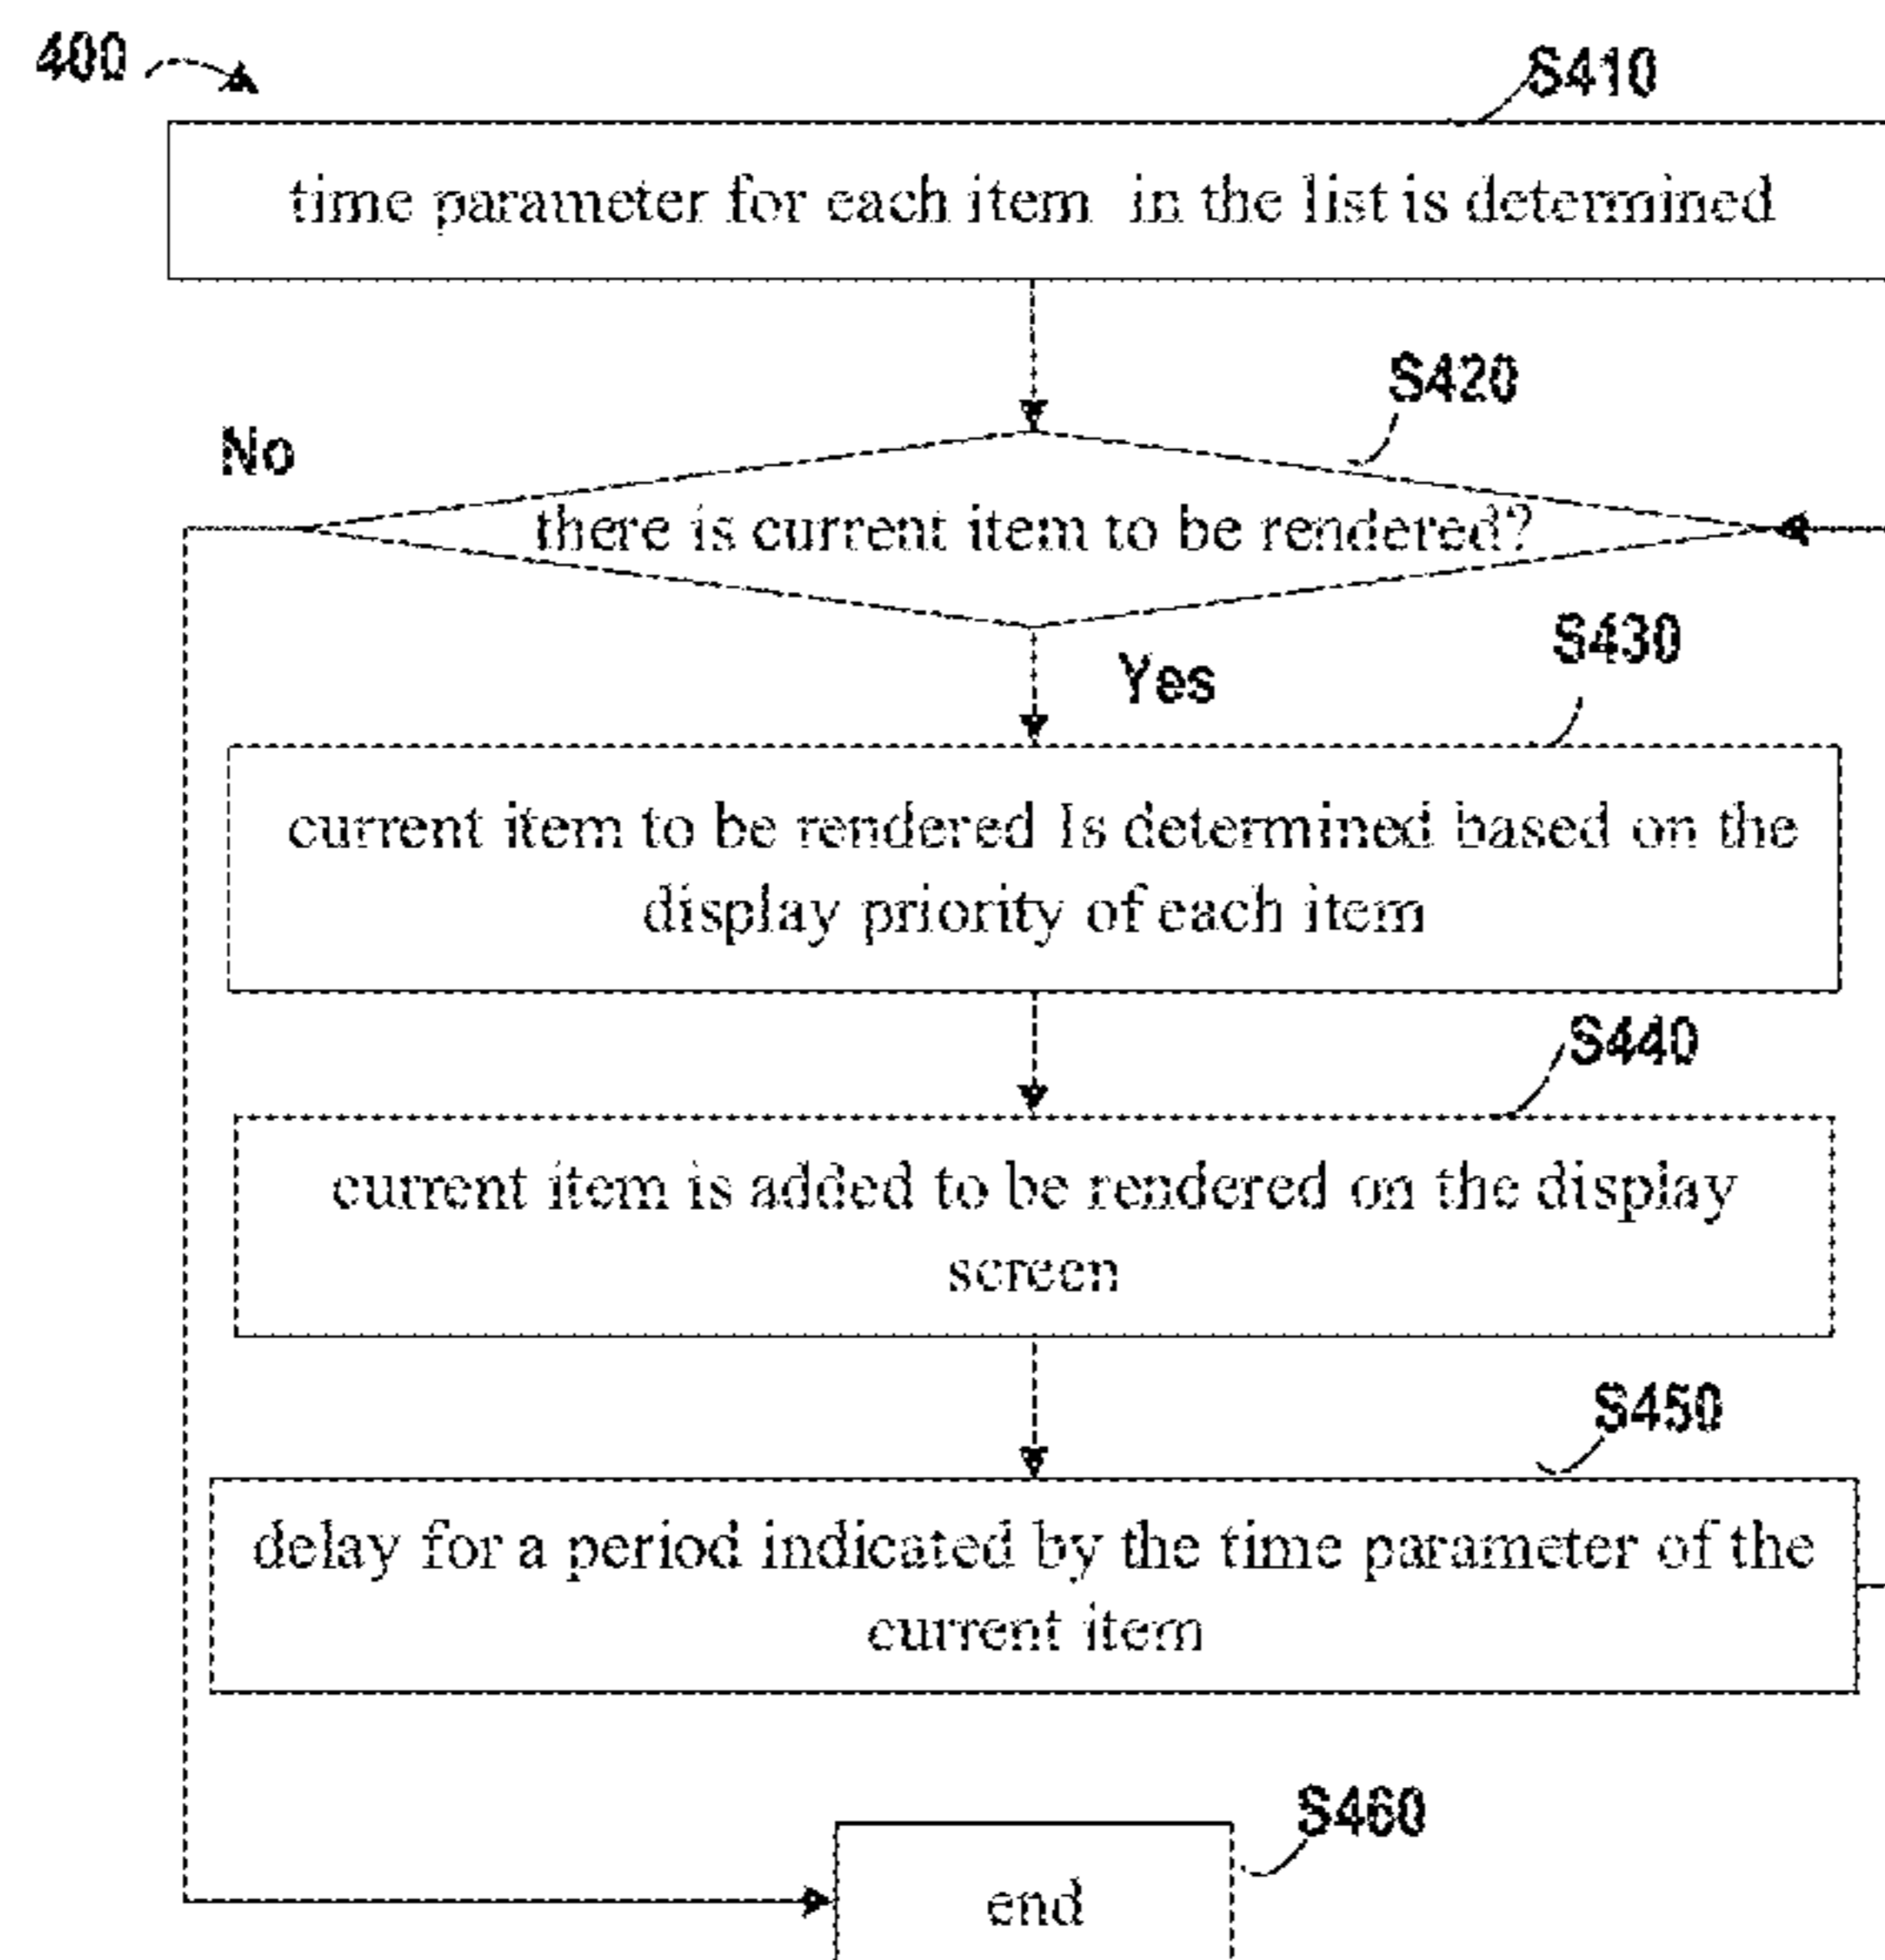 400
S410
time parameter for each item in the list is determined
S420
No
there is current item to be rendered?
Yes
S430
current item to be rendered Is determined based on the
display priority of each item
S440
current item is added to be rendered on the display
screen
S450
delay for a period indicated by the time parameter of the
current item
S460
end